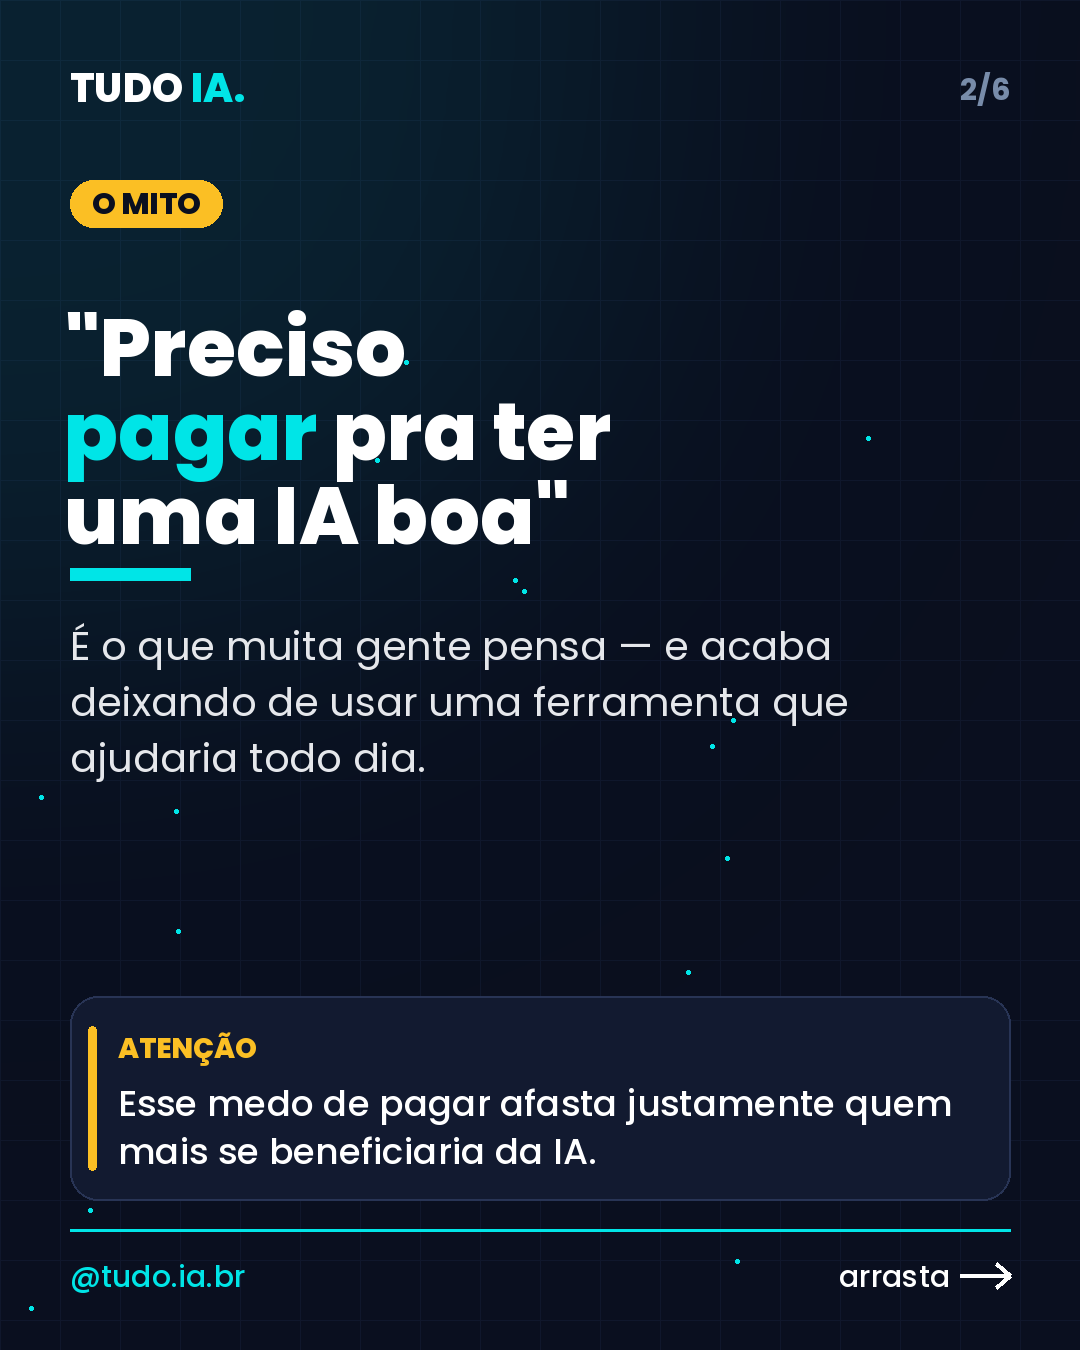 TUDO IA.
2/6
O MITO
"Preciso
pagar pra ter
uma IA boa"
É o que muita gente pensa — e acaba
deixando de usar uma ferramenta que
ajudaria todo dia.
ATENÇÃO
Esse medo de pagar afasta justamente quem
mais se beneficiaria da IA.
@tudo.ia.br
arrasta